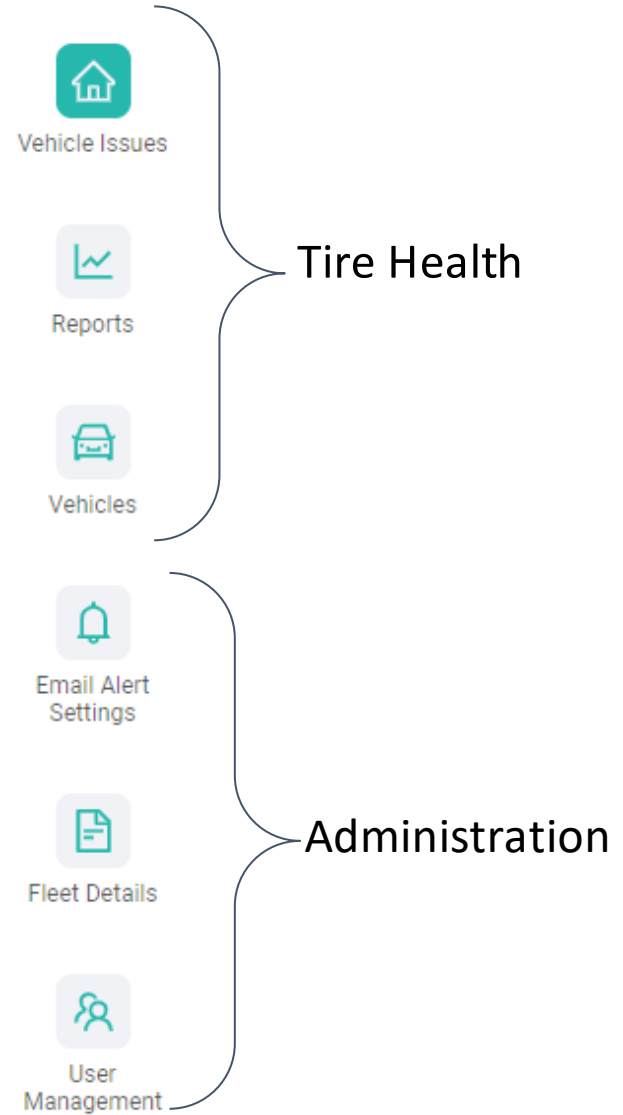 Vehicle Issues
Tire Health
Reports
Vehicles
Email Alert
Settings
Administration
Fleet Details
User
Management